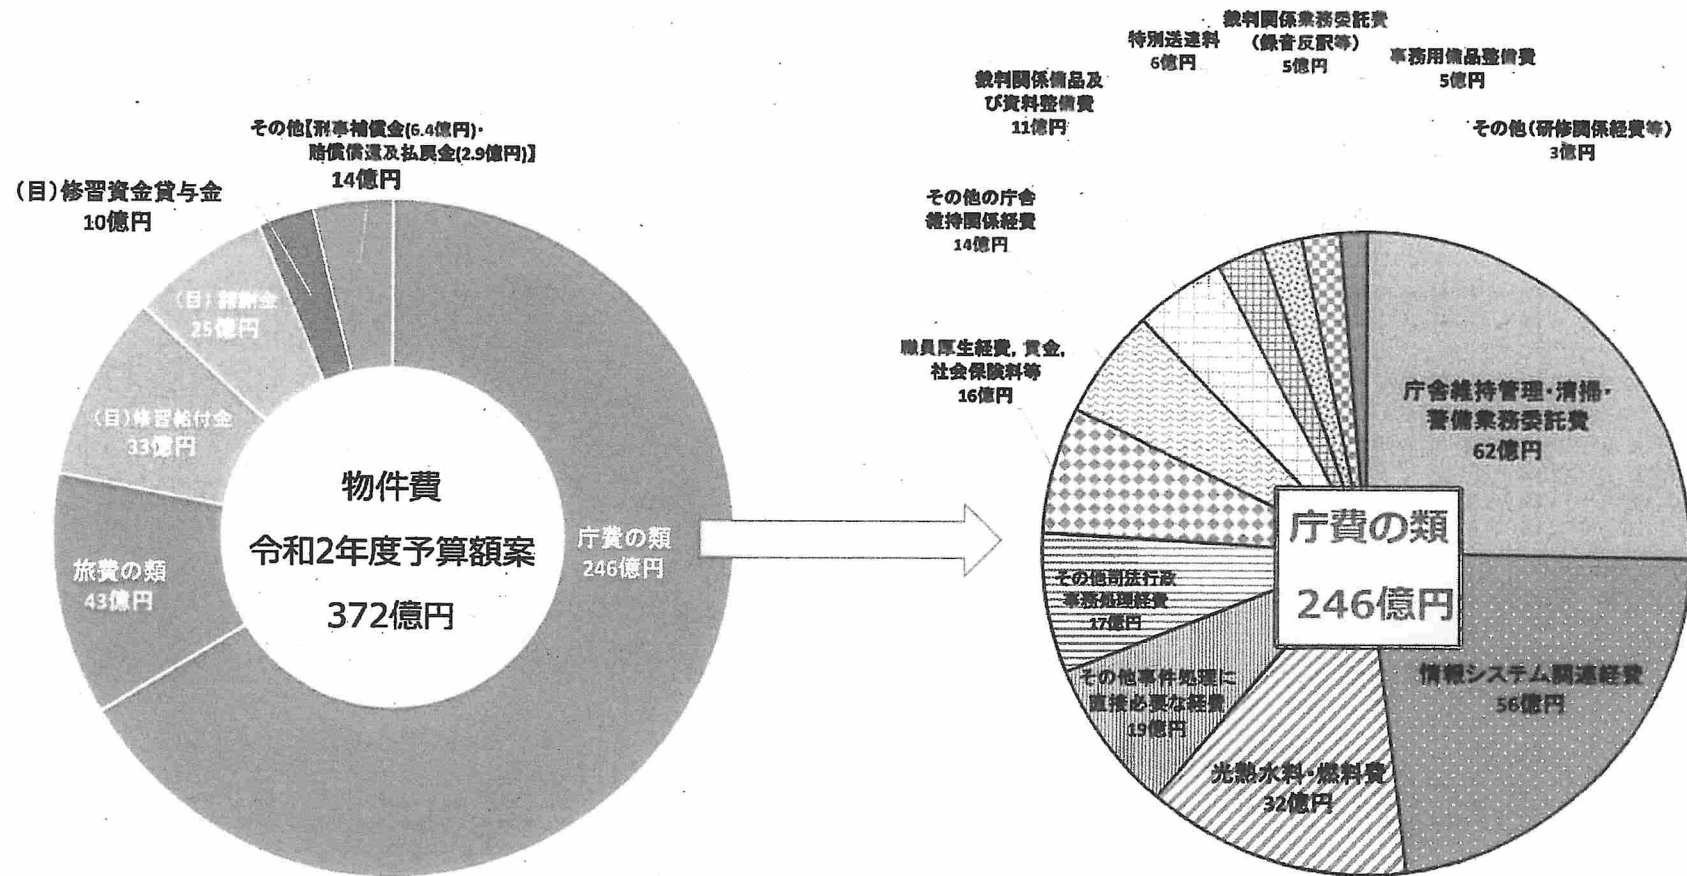 その他【刑事補償金(6.4億円)・
賠償償還及払戻金(2.9億円)】
14億円
(目)修習資金貸与金
10億円
(目)諸謝金
25億円
(目)修習給付金
33億円
旅費の類
43億円
物件費
令和2年度予算額案
372億円
庁費の類
246億円
裁判関係業務委託費
(録音反訳等)
5億円
特別送達料
6億円
事務用備品整備費
5億円
裁判関係備品及
び資料整備費
11億円
その他(研修関係経費等)
3億円
その他の庁舎
維持関係経費
14億円
職員厚生経費,賃金,
社会保険料等
16億円
庁舎維持管理・清掃・
警備業務委託費
62億円
庁費の類
246億円
その他司法行政
事務処理経費
17億円
その他事件処理に
直接必要な経費
19億円
情報システム関連経費
56億円
光熱水料・燃料費
32億円